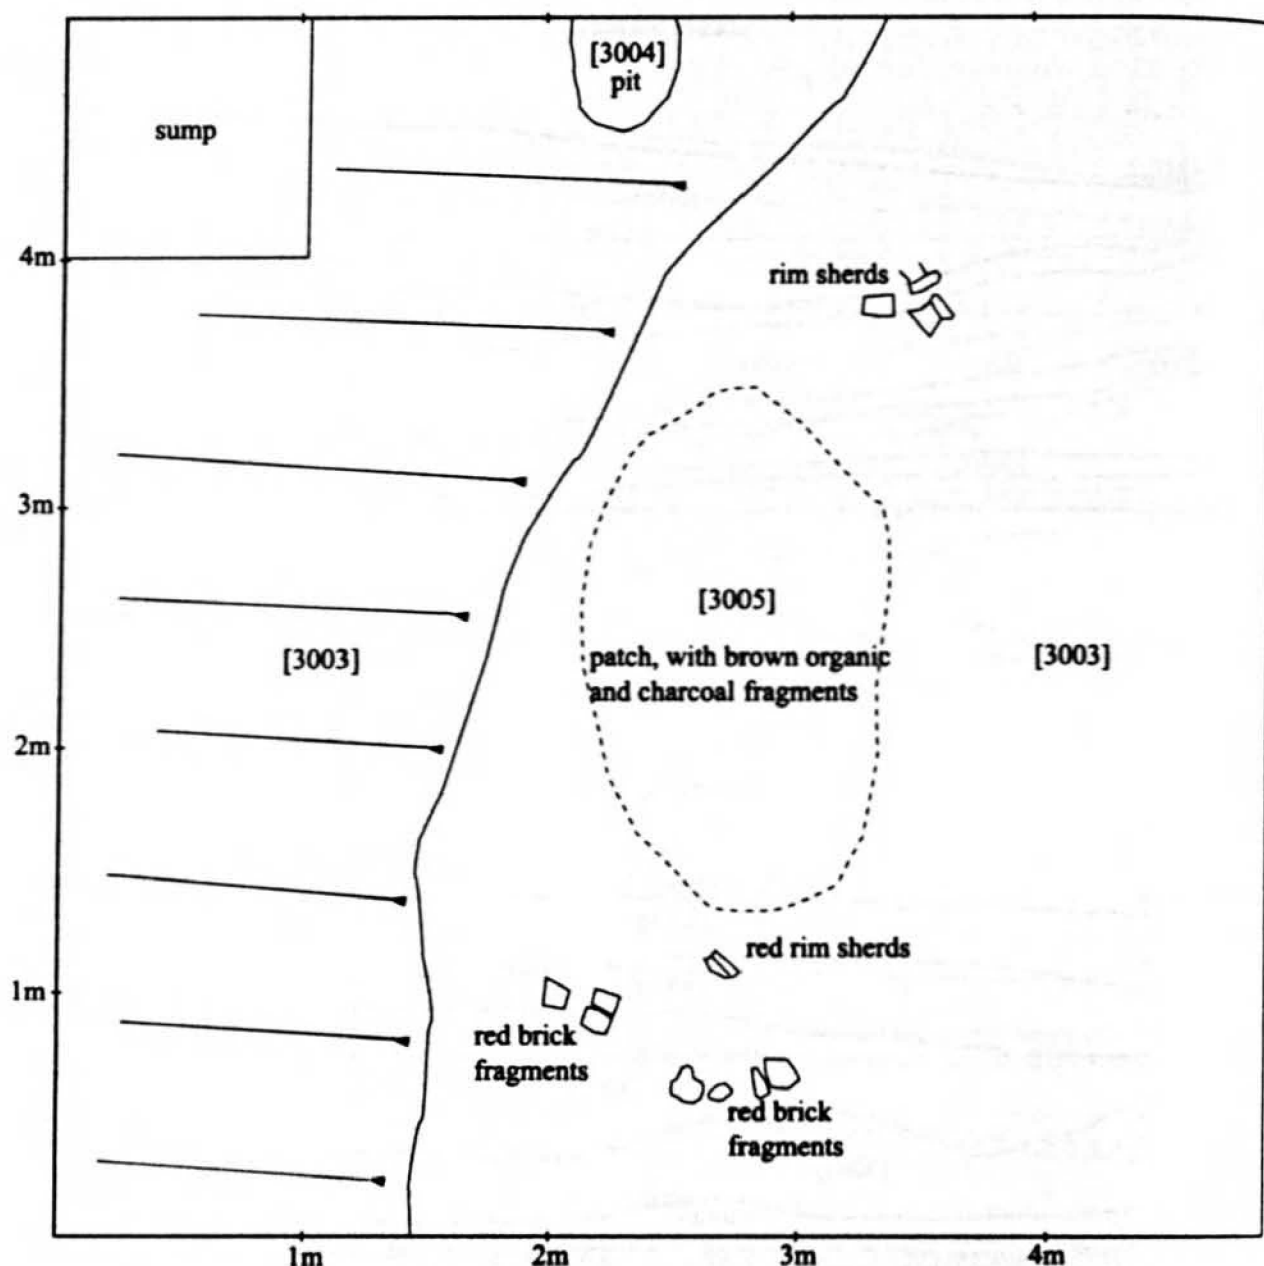 [3004]
pit
sump
4m
rim sherds
3m
[3005]
patch, with brown organic
and charcoal fragments
[3003]
[3003]
2m
red rim sherds
1m
red brick
fragments
red brick
fragments
1m
2m
3m
4m